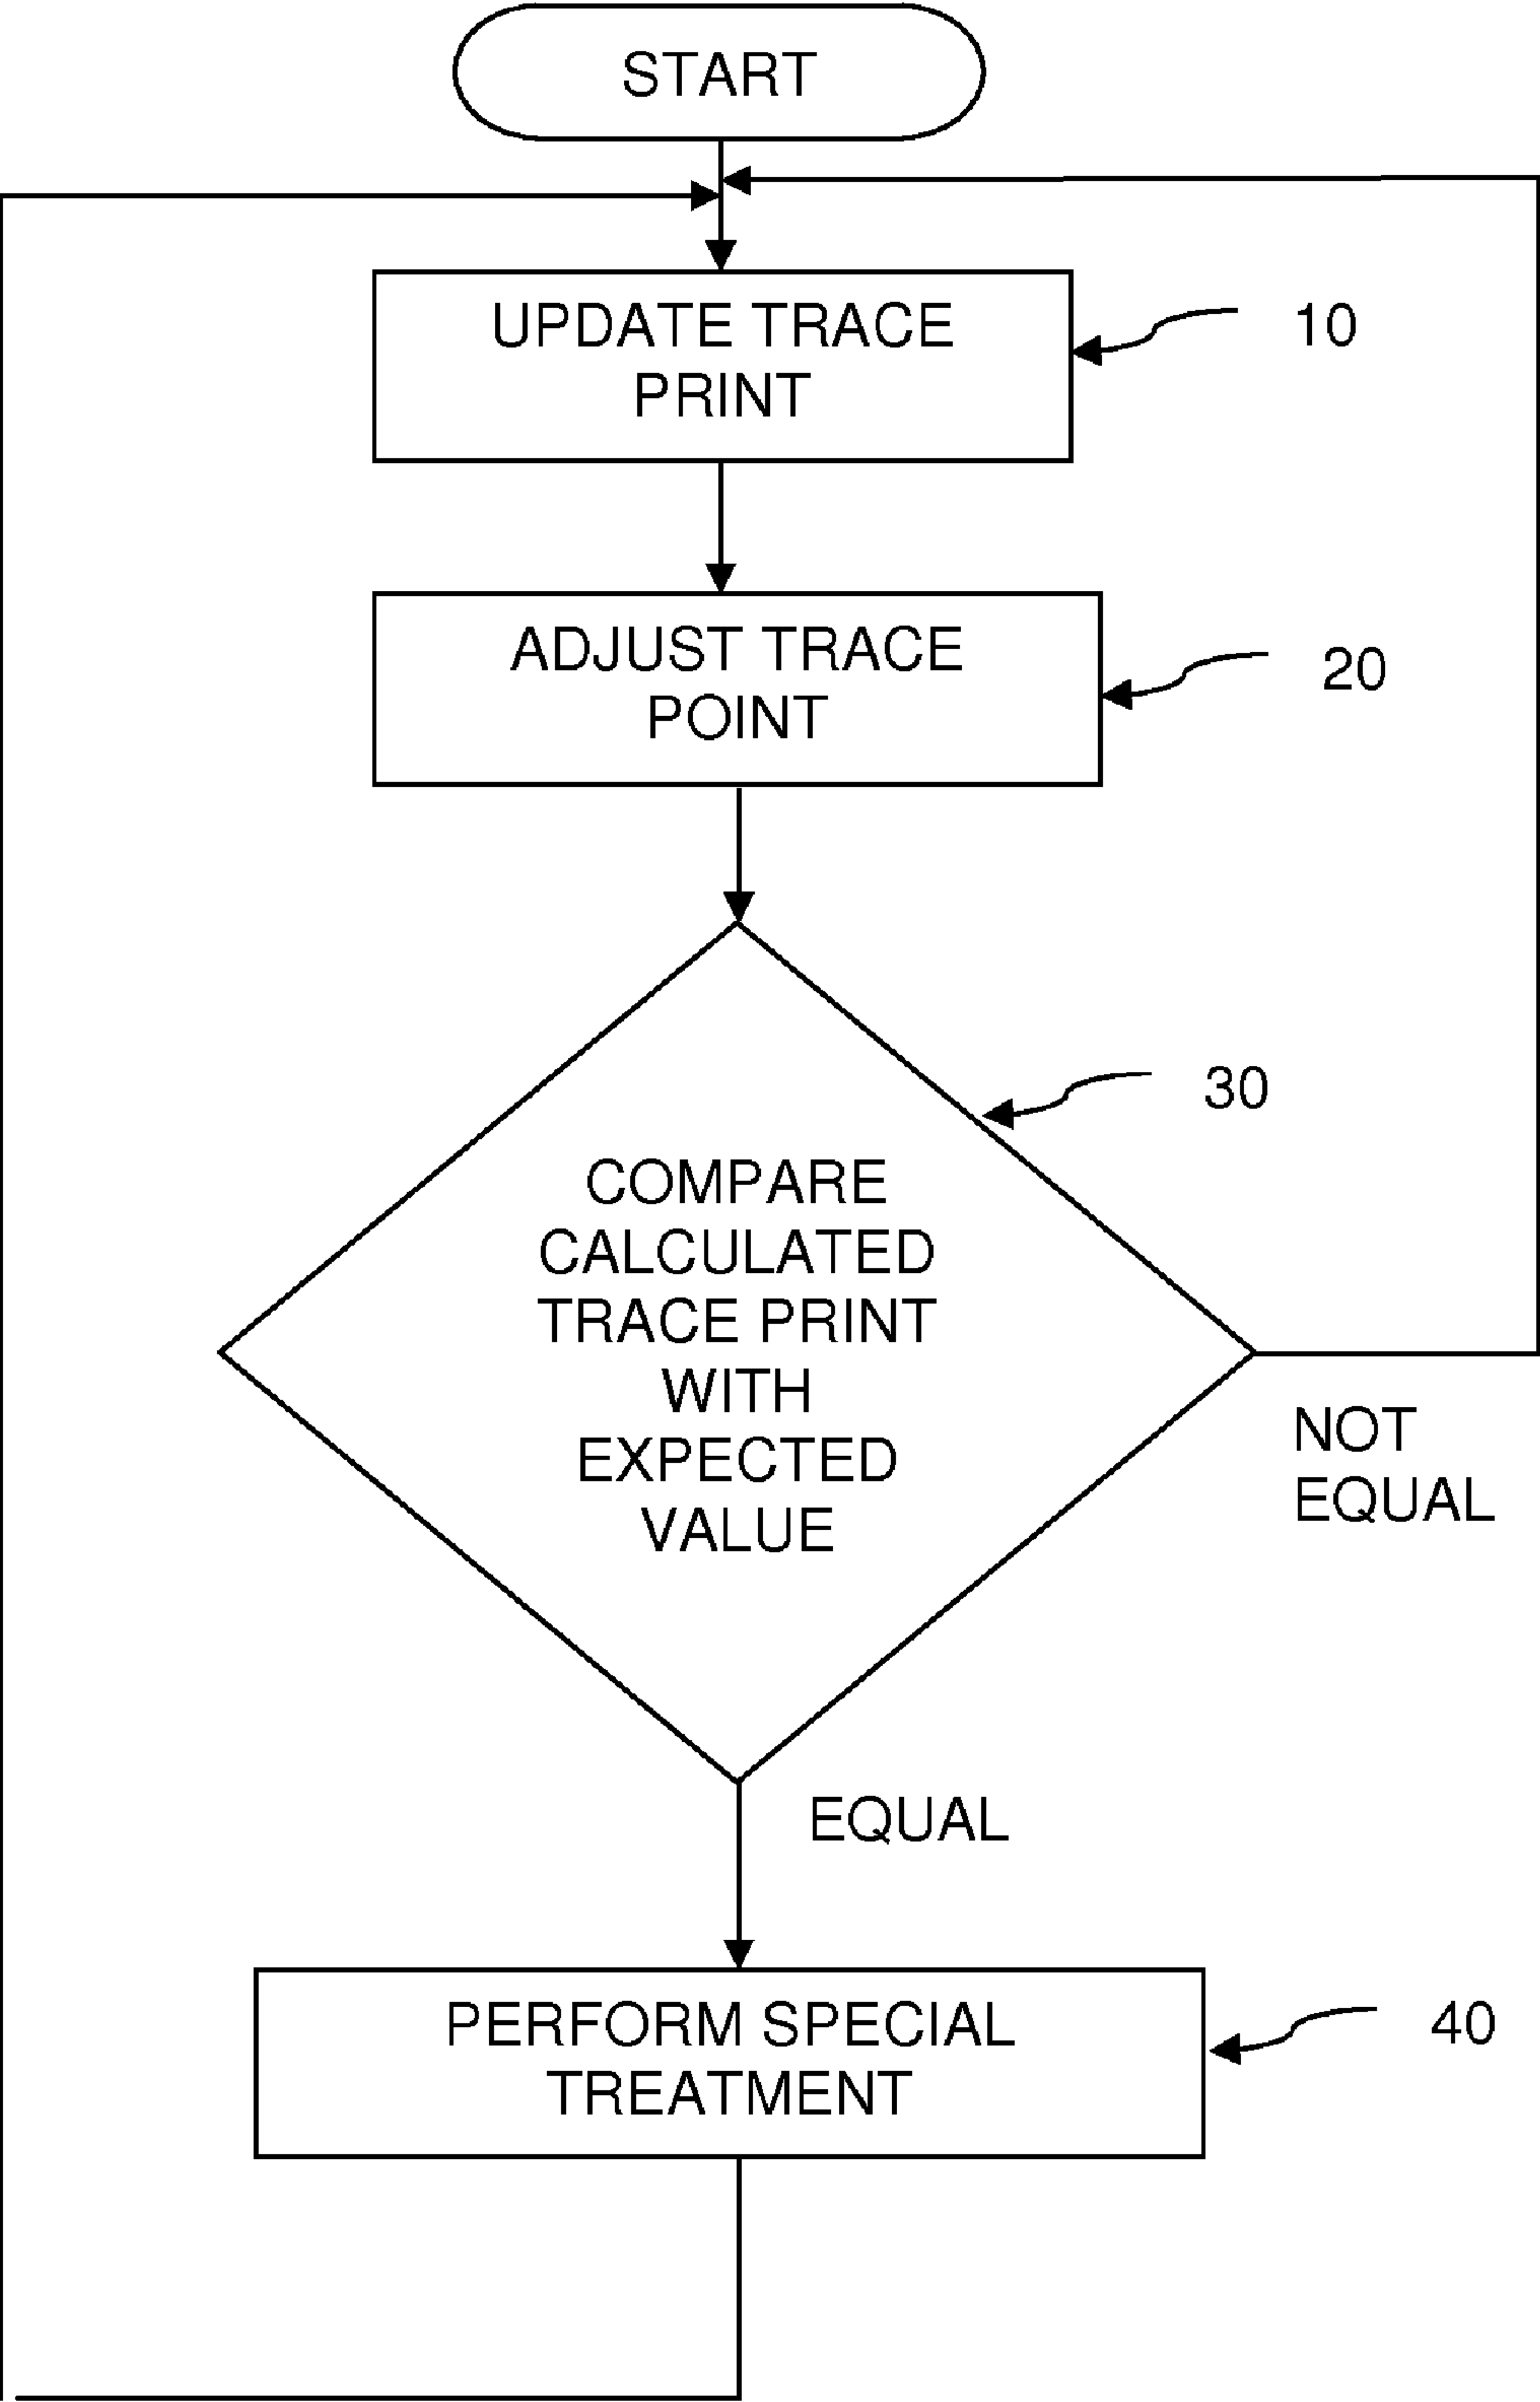 START
UPDATE TRACE
PRINT
10
ADJUST TRACE
POINT
20
30
COMPARE
CALCULATED
TRACE PRINT
WITH
EXPECTED
VALUE
NOT
EQUAL
EQUAL
PERFORM SPECIAL
TREATMENT
40